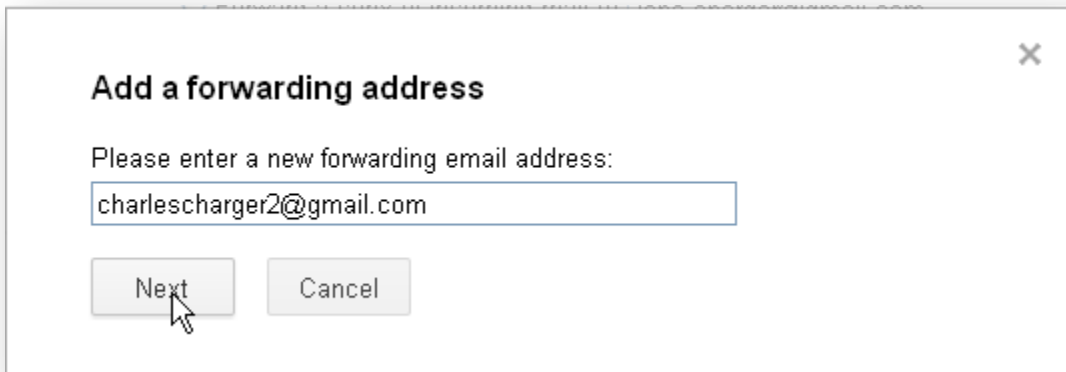 Add a forwarding address
Please enter a new forwarding email address:
charlescharger2@gmail.com
Next Cancel